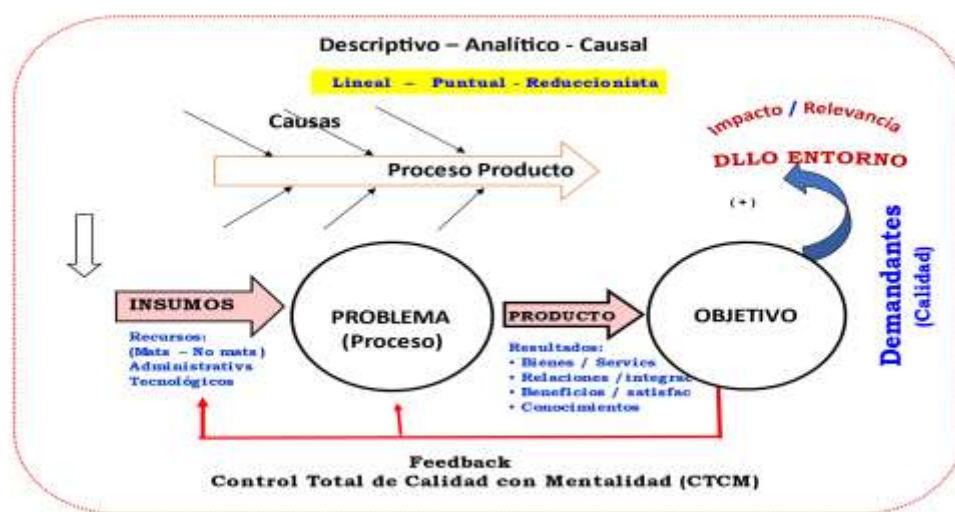 Descriptivo – Analítico - Causal
Lineal – Puntual - Reduccionista
Causas
Proceso Producto
Impacto / Relevancia
DLLO ENTORNO
(+)
Demandantes
(Calidad)
INSUMOS
Recursos:
(Mats – No mats)
Administrativs
Tecnológicos
PROBLEMA
(Proceso)
PRODUCTO
Resultados:
• Bienes / Servics
• Relaciones /integrac
• Beneficios / satisfac
• Conocimientos
OBJETIVO
Feedback
Control Total de Calidad con Mentalidad (CTCM)